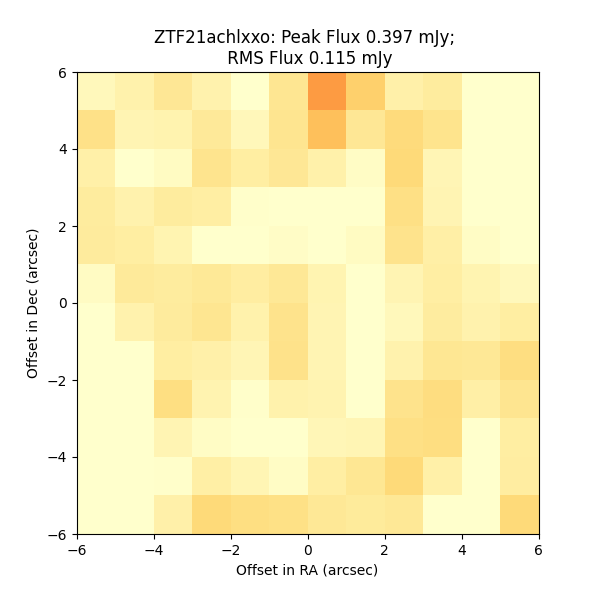 ZTF21achlxxo: Peak Flux 0.397 mJy;
RMS Flux 0.115 mJy
6
4
2
0
−2
−4
−6
Offset in Dec (arcsec)
−6 −4 −2 0 2 4 6
Offset in RA (arcsec)